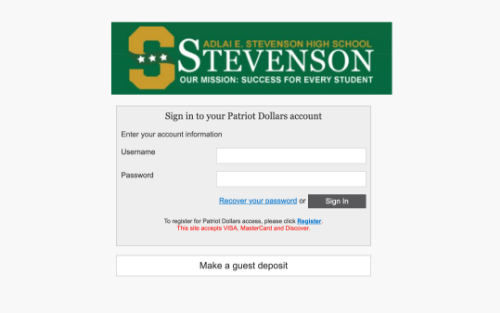 ADLAI E. STEVENSON HIGH SCHOOL
STEVENSON
OUR MISSION: SUCCESS FOR EVERY STUDENT
Sign in to your Patriot Dollars account
Enter your account information
Username
Password
Recover your password or Sign In
To register for Patriot Dollars access, please click Register.
This site accepts VISA, MasterCard and Discover.
Make a guest deposit